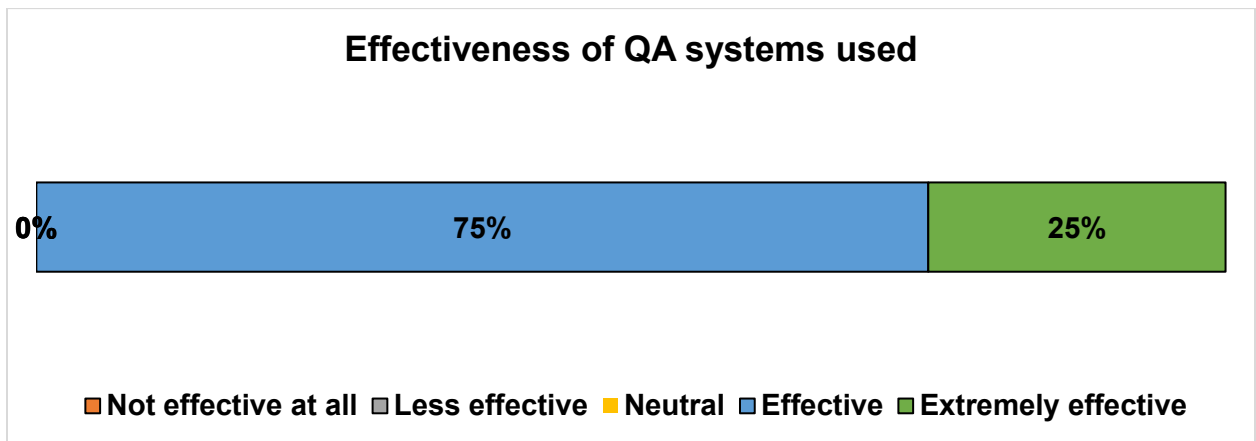 Effectiveness of QA systems used
0% 75% 25%
Not effective at all Less effective Neutral Effective Extremely effective